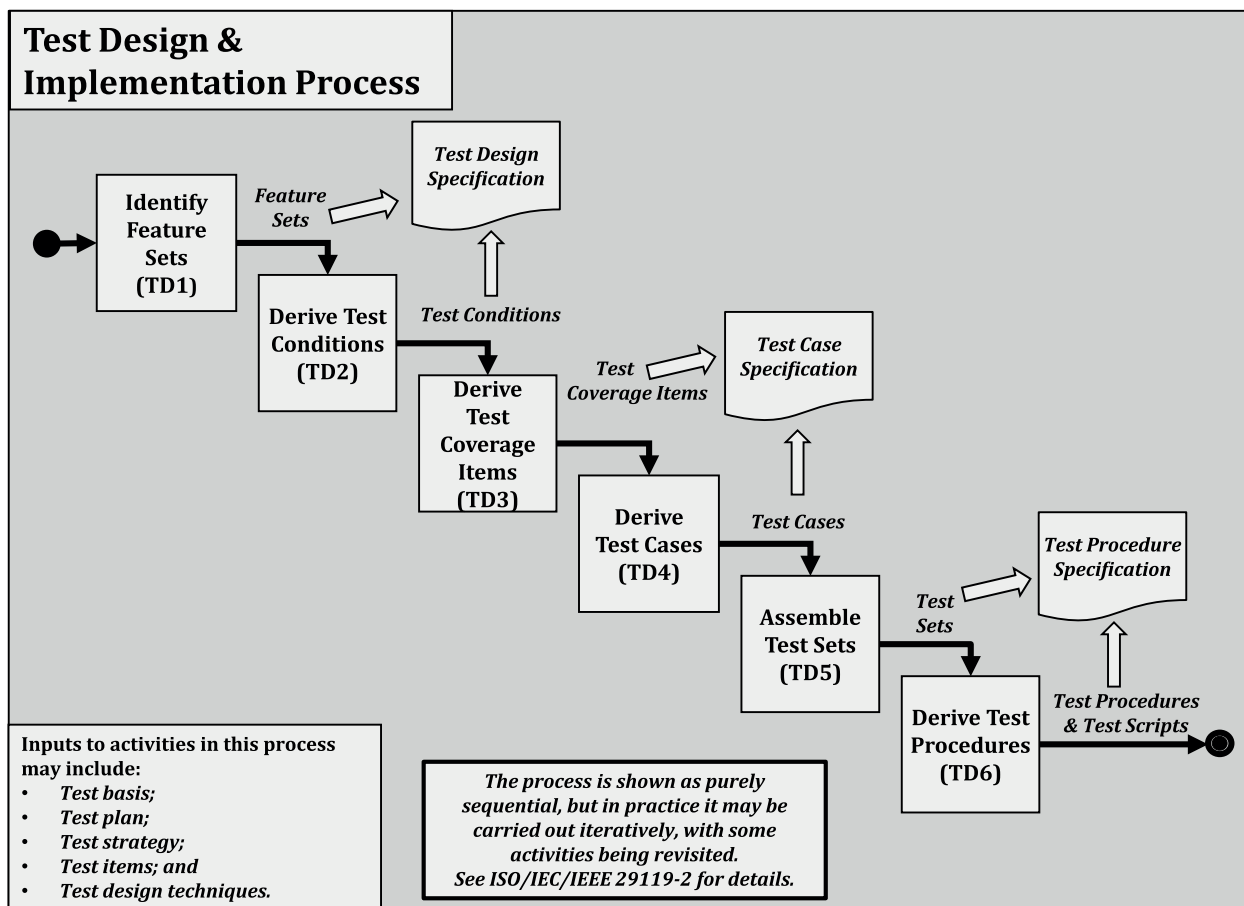 Test Design &
Implementation Process
Identify
Feature
Sets
(TD1)
Feature
Sets
Test Design
Specification
Derive Test
Conditions
(TD2)
Test Conditions
Derive
Test
Coverage
Items
(TD3)
Test
Coverage Items
Test Case
Specification
Derive
Test Cases
(TD4)
Test Cases
Assemble
Test Sets
(TD5)
Test
Sets
Test Procedure
Specification
Derive Test
Procedures
(TD6)
Test Procedures
& Test Scripts
Inputs to activities in this process
may include:
• Test basis;
• Test plan;
• Test strategy;
• Test items; and
• Test design techniques.
The process is shown as purely
sequential, but in practice it may be
carried out iteratively, with some
activities being revisited.
See ISO/IEC/IEEE 29119-2 for details.